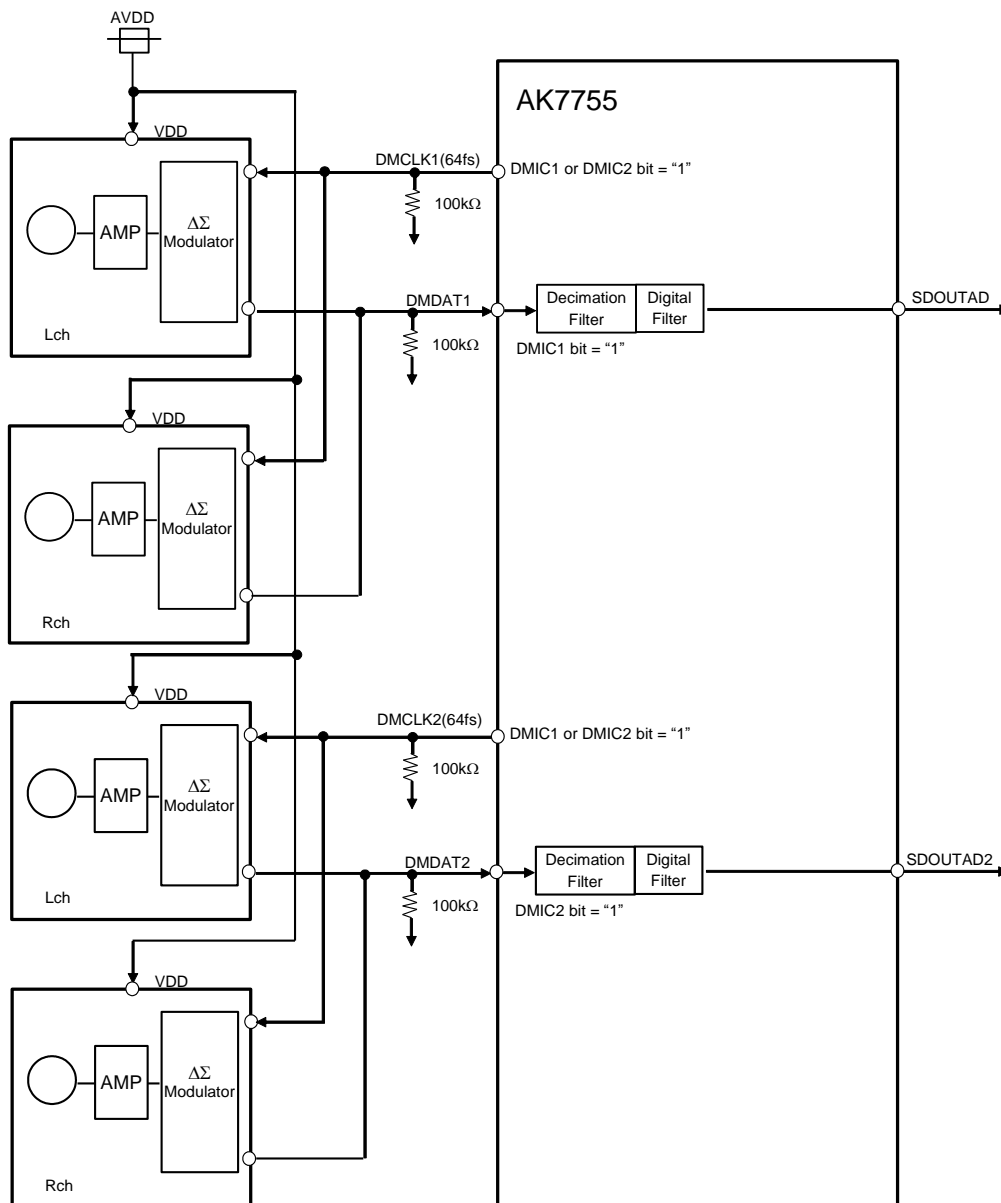 AVDD
AK7755
VDD
DMCLK1(64fs)
DMIC1 or DMIC2 bit = “1”
100kΩ
AMP
ΔΣ
Modulator
Lch
DMDAT1
Decimation
Filter
Digital
Filter
SDOUTAD
100kΩ
DMIC1 bit = “1”
VDD
AMP
ΔΣ
Modulator
Rch
VDD
DMCLK2(64fs)
DMIC1 or DMIC2 bit = “1”
100kΩ
AMP
ΔΣ
Modulator
Lch
DMDAT2
Decimation
Filter
Digital
Filter
SDOUTAD2
100kΩ
DMIC2 bit = “1”
VDD
AMP
ΔΣ
Modulator
Rch